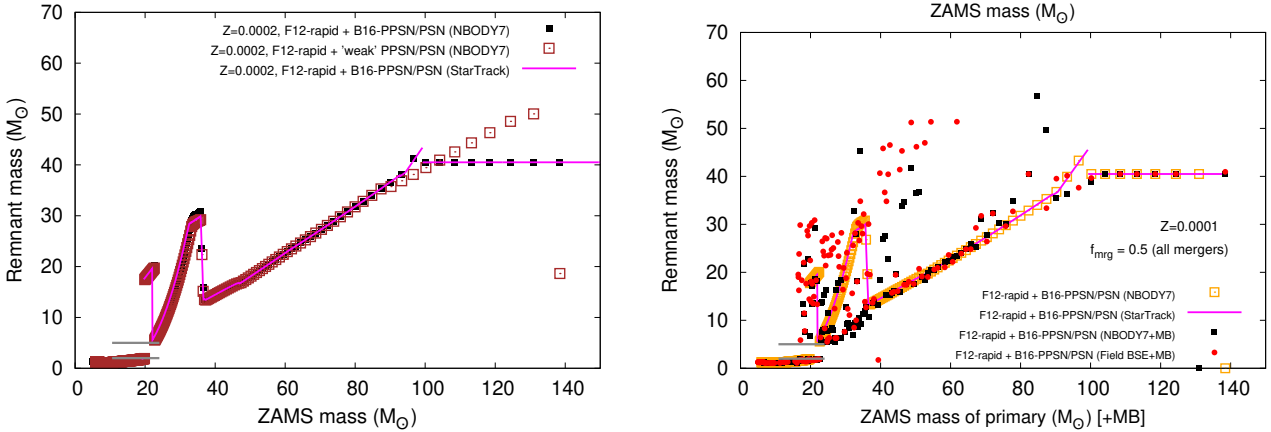 Z=0.0002, F12-rapid + B16-PPSN/PSN (NBODY7)
Z=0.0002, F12-rapid + 'weak' PPSN/PSN (NBODY7)
Z=0.0002, F12-rapid + B16-PPSN/PSN (StarTrack)
Remnant mass (M☉)
70
60
50
40
30
20
10
0
0 20 40 60 80 100 120 140
ZAMS mass (M☉)
ZAMS mass (M☉)
Remnant mass (M☉)
70
60
50
40
30
20
10
0
Z=0.0001
f_mrg = 0.5 (all mergers)
F12-rapid + B16-PPSN/PSN (NBODY7)
F12-rapid + B16-PPSN/PSN (StarTrack)
F12-rapid + B16-PPSN/PSN (NBODY7+MB)
F12-rapid + B16-PPSN/PSN (Field BSE+MB)
0 20 40 60 80 100 120 140
ZAMS mass of primary (M☉) [+MB]